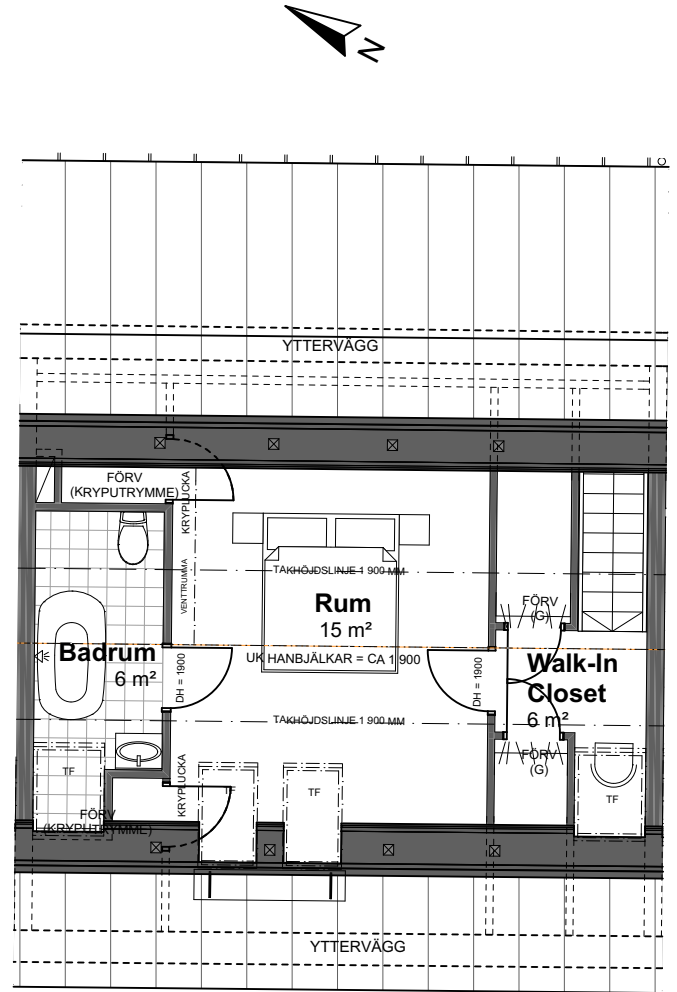 N
YTTERVÄGG
FÖRV
(KRYPUTRYMME)
KRYPLUCKA
VENTTRUMMA
TAKHÖJDSLINJE 1 900 MM
Rum
15 m²
UK HANBJÄLKAR = CA 1 900
Badrum
6 m²
DH = 1900
DH = 1900
FÖRV
(G)
Walk-In
Closet
6 m²
TAKHÖJDSLINJE 1 900 MM
FÖRV
(G)
KRYPLUCKA
TF
TF
TF
TF
FÖRV
(KRYPUTRYMME)
YTTERVÄGG